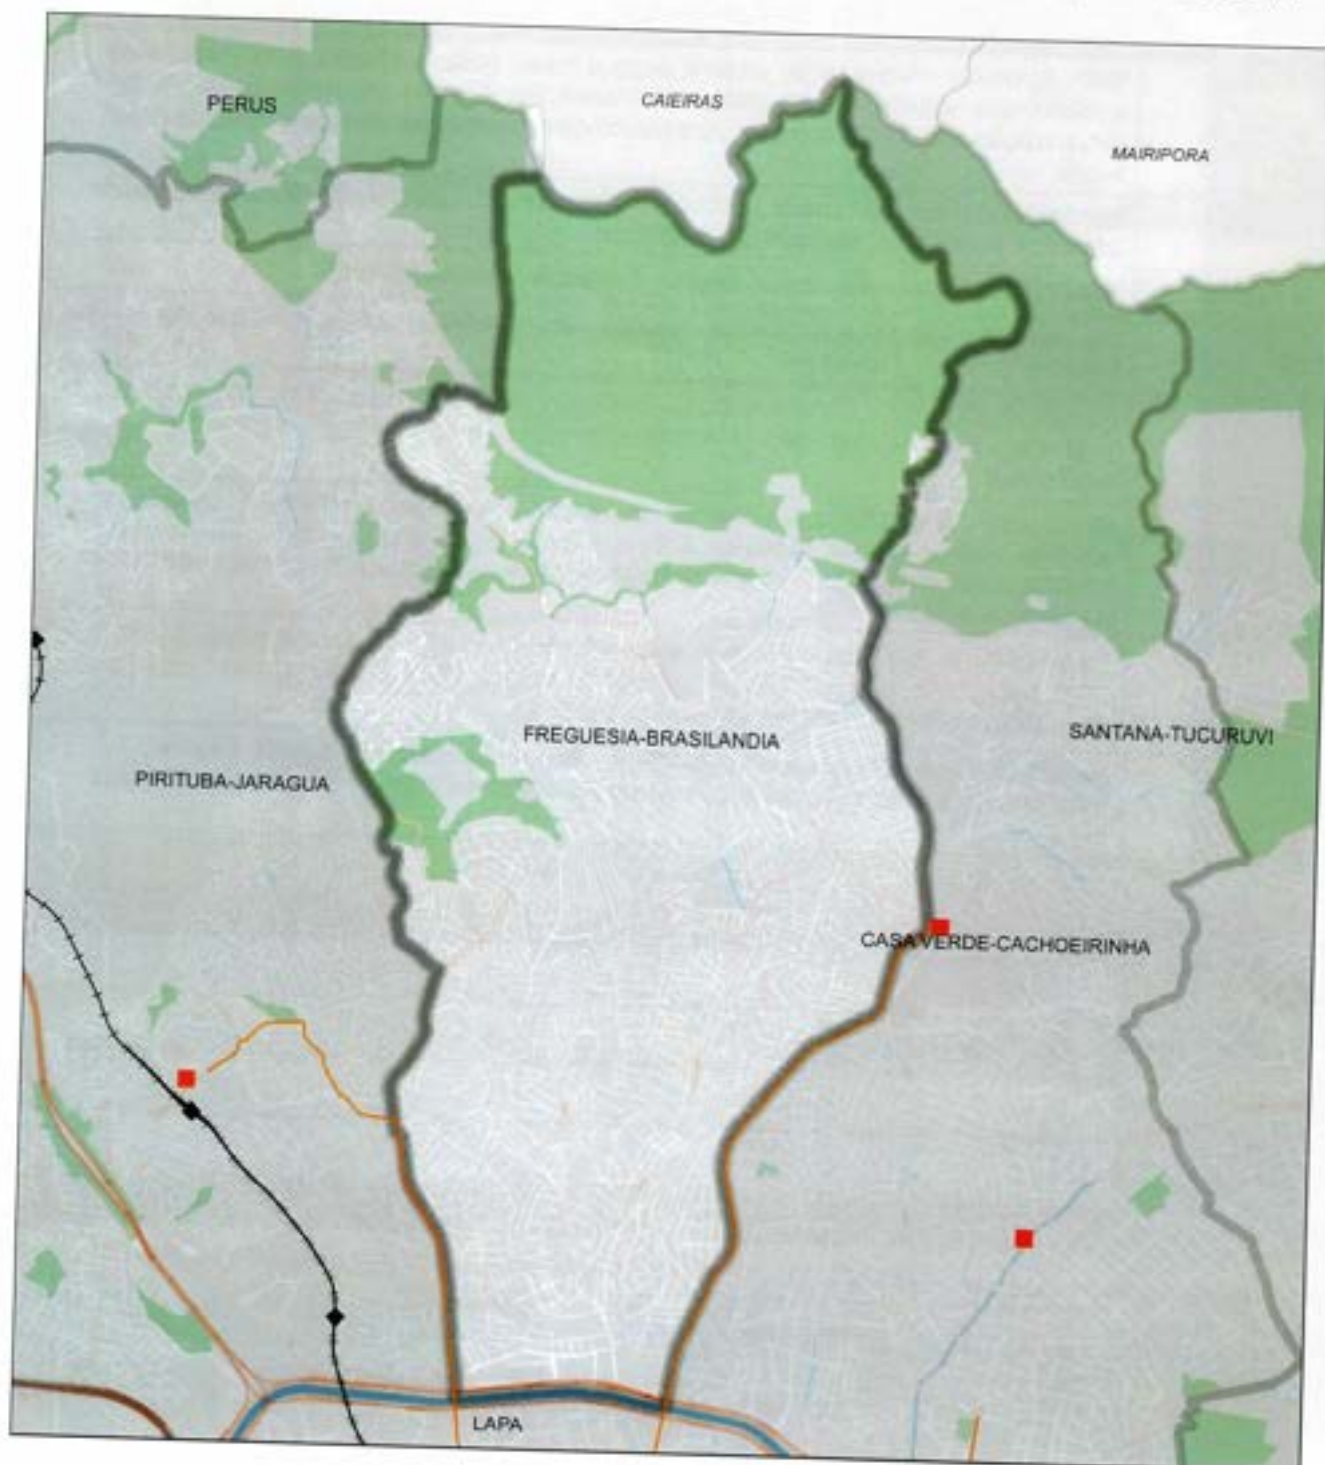 PERUS
CAIEIRAS
MAIRIPORA
FREGUESIA-BRASILANDIA
SANTANA-TUCURUVI
PIRITUBA-JARAGUA
CASA VERDE-CACHOEIRINHA
LAPA